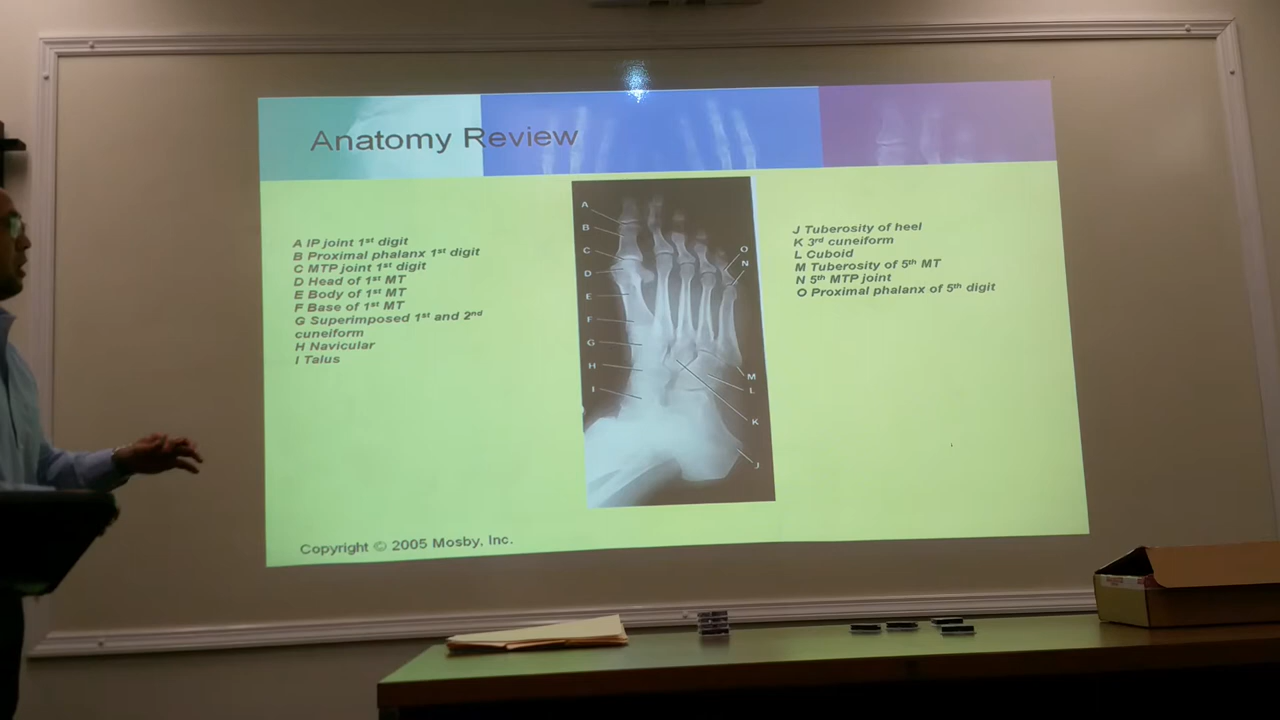 Anatomy Review
A IP joint 1st digit
B Proximal phalanx 1st digit
C MTP joint 1st digit
D Head of 1st MT
E Body of 1st MT
F Base of 1st MT
G Superimposed 1st and 2nd
cuneiform
H Navicular
I Talus
A
B
C
D
E
F
G
H
I
O
N
M
L
K
J
J Tuberosity of heel
K 3rd cuneiform
L Cuboid
M Tuberosity of 5th MT
N 5th MTP joint
O Proximal phalanx of 5th digit
Copyright © 2005 Mosby, Inc.